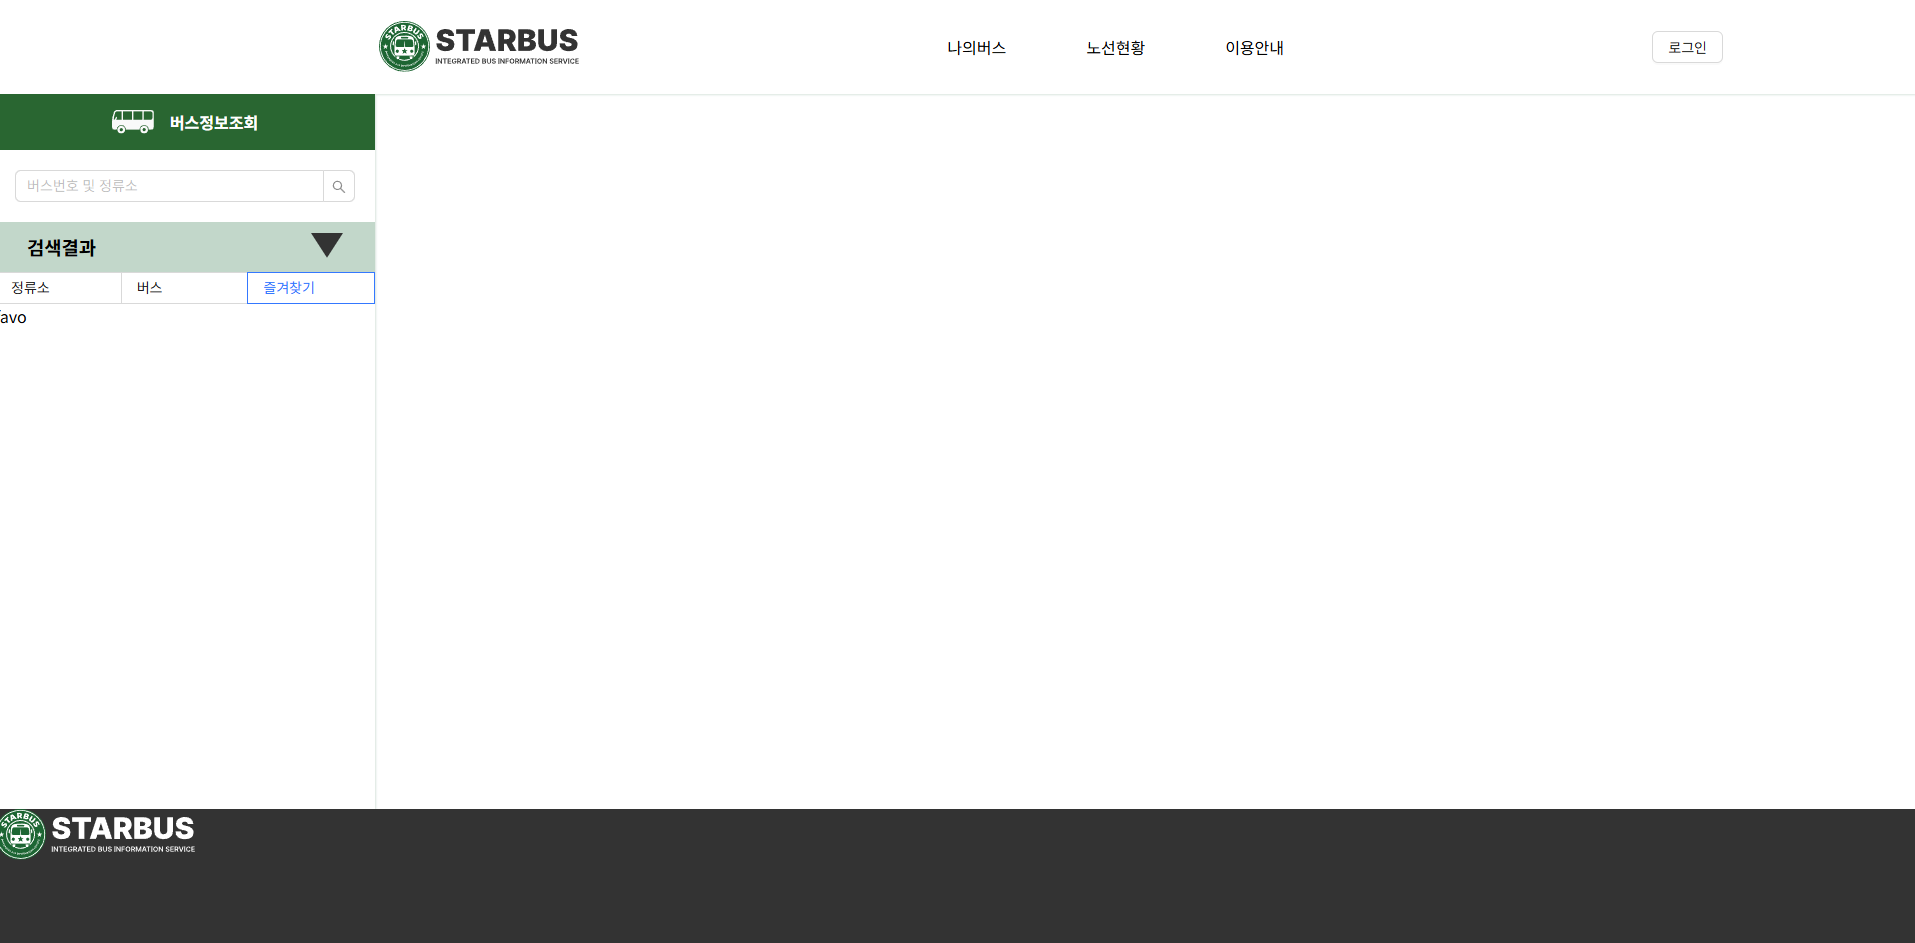 STARBUS
STARBUS
INTEGRATED BUS INFORMATION SERVICE
나의버스
노선현황
이용안내
로그인
버스정보조회
버스번호 및 정류소
검색결과
정류소
버스
즐겨찾기
avo
STARBUS
STARBUS
INTEGRATED BUS INFORMATION SERVICE